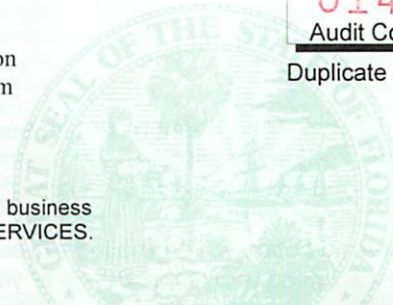 Audit Co
on
Duplicate
m
business
ERVICES.
GREAT SEAL OF THE STATE OF FLORIDA